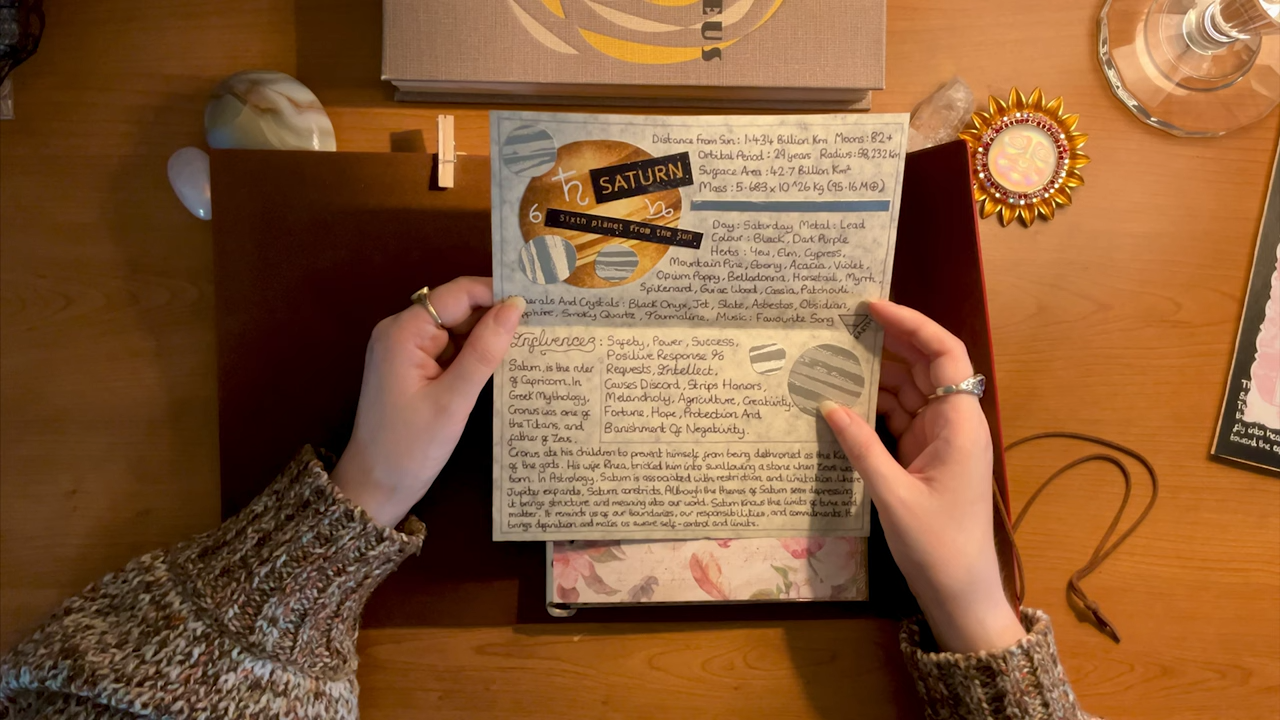 EUS
Distance From Sun : 1.434 Billion Km Moons : 82+
Orbital Period : 29 years Radius: 58,232 Km
Surface Area : 42.7 Billion Km²
Mass : 5.683 x 10^26 Kg (95.16 M⊕)
♄ SATURN
6 ♑
Sixth planet from the Sun
Day : Saturday Metal : Lead
Colour : Black, Dark Purple
Herbs : Yew, Elm, Cypress,
Mountain Pine, Ebony, Acacia, Violet,
Opium Poppy, Belladonna, Horsetail, Myrrh,
Spikenard, Guiac Wood, Cassia, Patchouli.
erals And Crystals : Black Onyx, Jet, Slate, Asbestos, Obsidian,
pphire, Smoky Quartz, Tourmaline. Music : Favourite Song
EARTH
Influences : Safety, Power, Success,
Positive Response %
Requests, Intellect,
Causes Discord, Strips Honors,
Melancholy, Agriculture, Creativity,
Fortune, Hope, Protection And
Banishment Of Negativity.
Saturn, is the ruler
of Capricorn. In
Greek Mythology,
Cronus was one of
the Titans, and
father of Zeus.
Cronus ate his children to prevent himself from being dethroned as the
of the gods. His wife Rhea, tricked him into swallowing a stone when Zeus was
born. In Astrology, Saturn is associated with restriction and limitation. Where
Jupiter expands, Saturn constricts. Although the themes of Saturn seem depressing,
it brings structure and meaning into our world. Saturn knows the limits of time and
matter. It reminds us of our boundaries, our responsibilities, and commitments. It
brings definition and makes us aware self-control and limits.
fly into
toward the